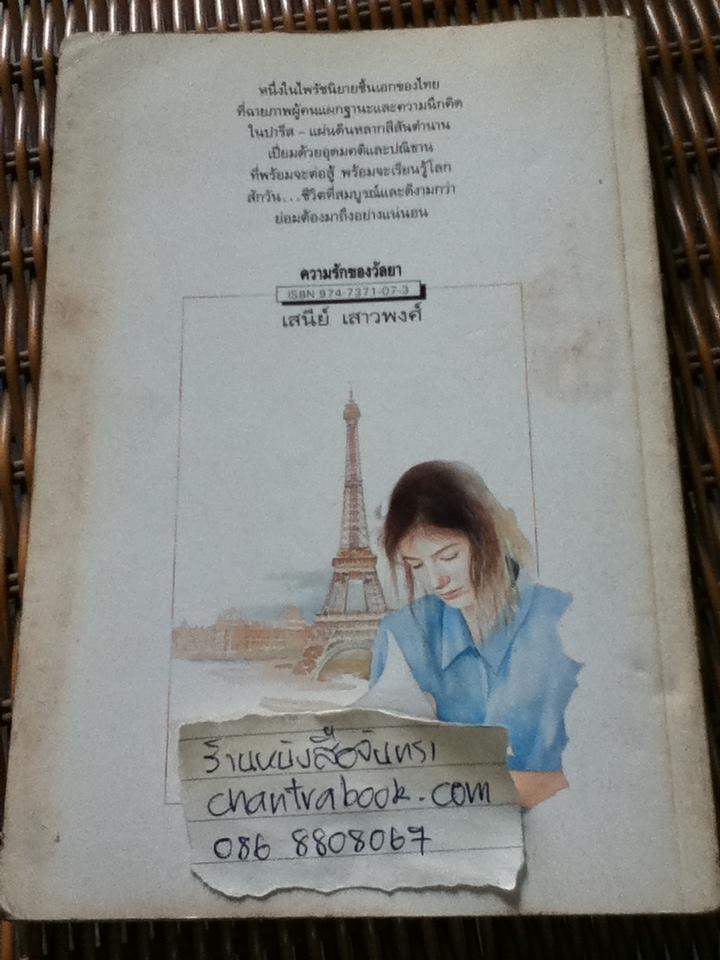 หนึ่งในไพรัชนิยายชิ้นเอกของไทย
ที่ฉายภาพผู้คนแผกฐานะและความนึกคิด
ในปารีส - แผ่นดินหลากสีสันตำนาน
เปี่ยมด้วยอุดมคติและปณิธาน
ที่พร้อมจะต่อสู้ พร้อมจะเรียนรู้โลก
สักวัน...ชีวิตที่สมบูรณ์และดีงามกว่า
ย่อมต้องมาถึงอย่างแน่นอน
ความรักของวัลยา
ISBN 974-7371-07-3
เสนีย์ เสาวพงศ์
ร้านหนังสือจันทรา
chantrabook.com
086 8808067